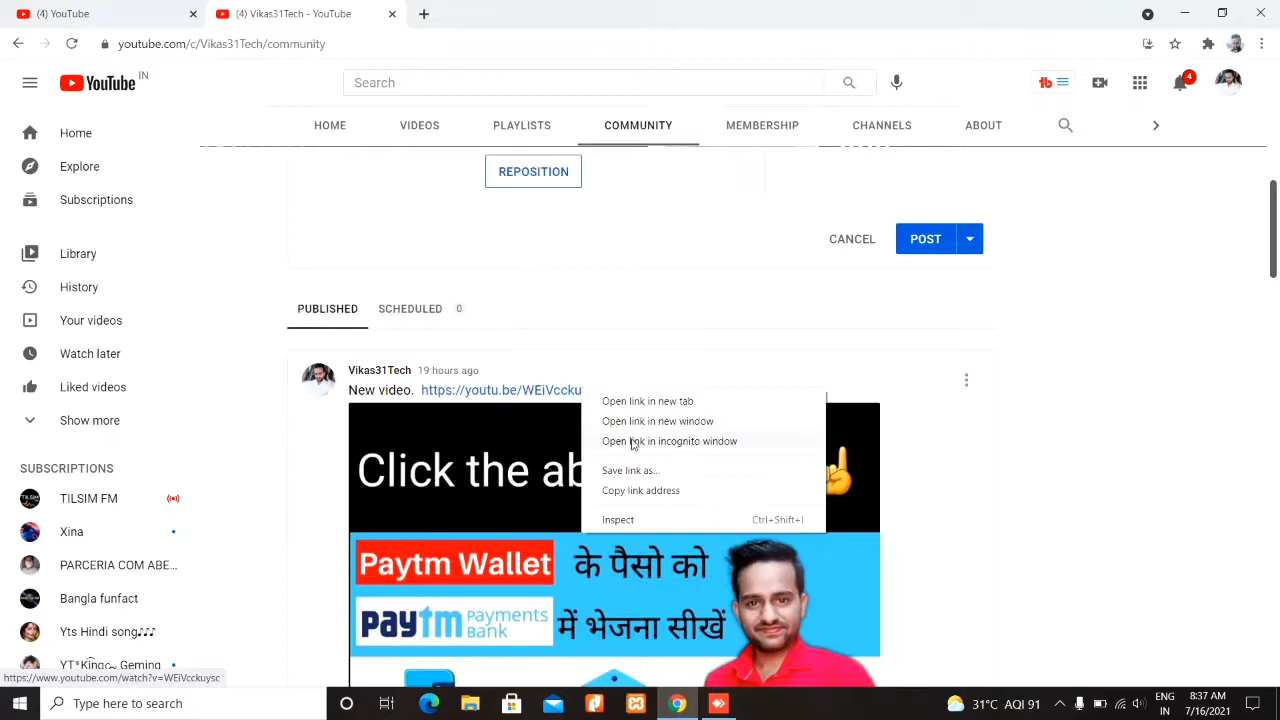 (4) YouTube
(4) Vikas31Tech - YouTube
youtube.com/c/Vikas31Tech/community
YouTube IN
Search
4
HOME
VIDEOS
PLAYLISTS
COMMUNITY
MEMBERSHIP
CHANNELS
ABOUT
Home
Explore
Subscriptions
Library
History
Your videos
Watch later
Liked videos
Show more
SUBSCRIPTIONS
TILSIM FM
Xina
PARCERIA COM ABE...
Bangla funfact
Yts Hindi song♪♪♪
REPOSITION
CANCEL
POST
PUBLISHED
SCHEDULED 0
Vikas31Tech 19 hours ago
New video. https://youtu.be/WEiVccku
Open link in new tab
Open link in new window
Open link in incognito window
Save link as...
Copy link address
Inspect Ctrl+Shift+I
Click the ab
Paytm Wallet के पैसो को
paytm payments Bank में भेजना सीखें
https://www.youtube.com/watch?v=WEiVcckuysc
Type here to search
31°C AQI 91
ENG
IN
8:37 AM
7/16/2021